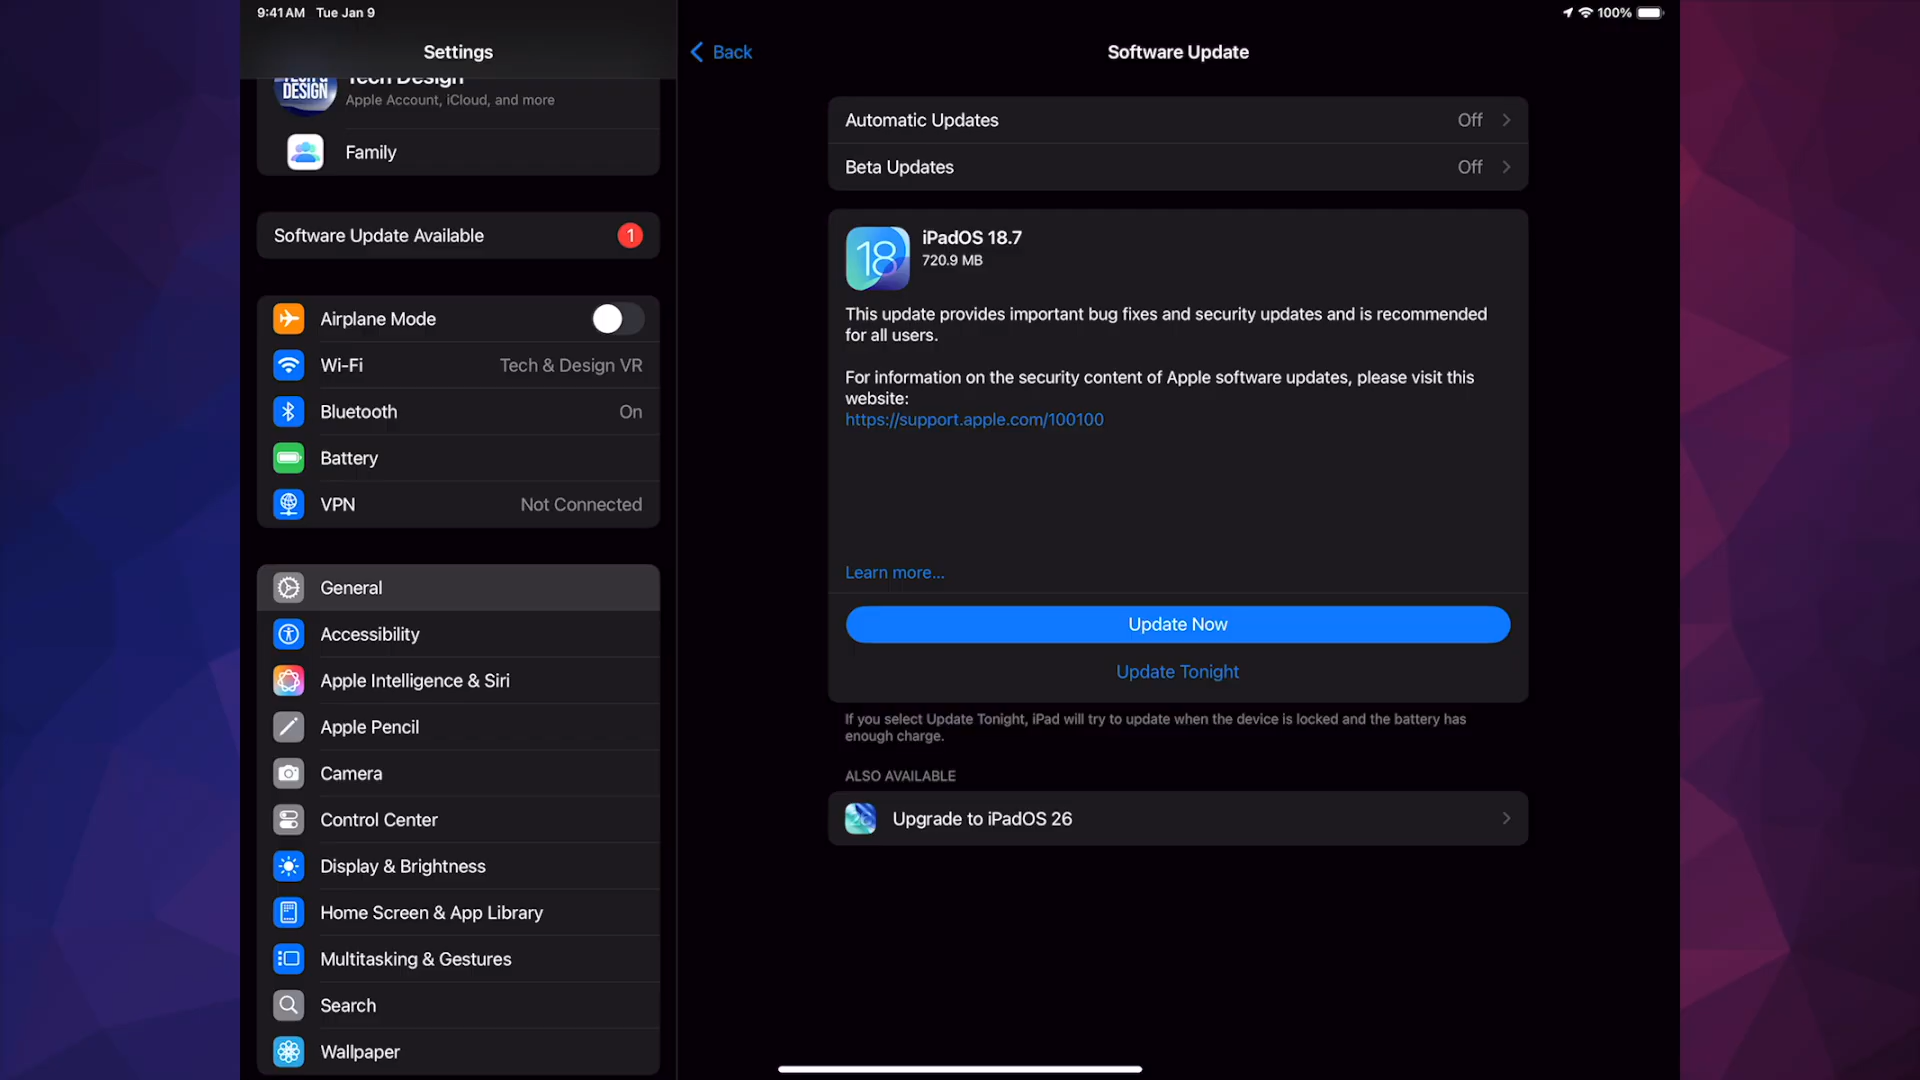 9:41 AM Tue Jan 9
100%
Settings
Tech Design
TECH &
DESIGN
Apple Account, iCloud, and more
Family
Software Update Available
1
Airplane Mode
Wi-Fi
Tech & Design VR
Bluetooth
On
Battery
VPN
Not Connected
General
Accessibility
Apple Intelligence & Siri
Apple Pencil
Camera
Control Center
Display & Brightness
Home Screen & App Library
Multitasking & Gestures
Search
Wallpaper
Back
Software Update
Automatic Updates
Off
Beta Updates
Off
18
iPadOS 18.7
720.9 MB
This update provides important bug fixes and security updates and is recommended
for all users.
For information on the security content of Apple software updates, please visit this
website:
https://support.apple.com/100100
Learn more...
Update Now
Update Tonight
If you select Update Tonight, iPad will try to update when the device is locked and the battery has
enough charge.
ALSO AVAILABLE
26
Upgrade to iPadOS 26